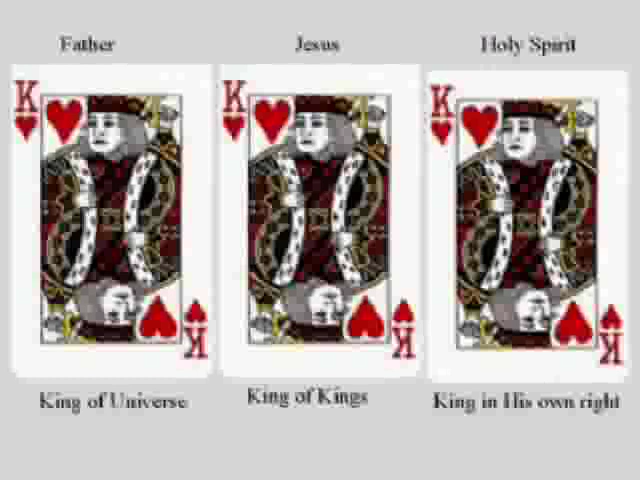 Father Jesus Holy Spirit
K K K
K K K
King of Universe King of Kings King in His own right